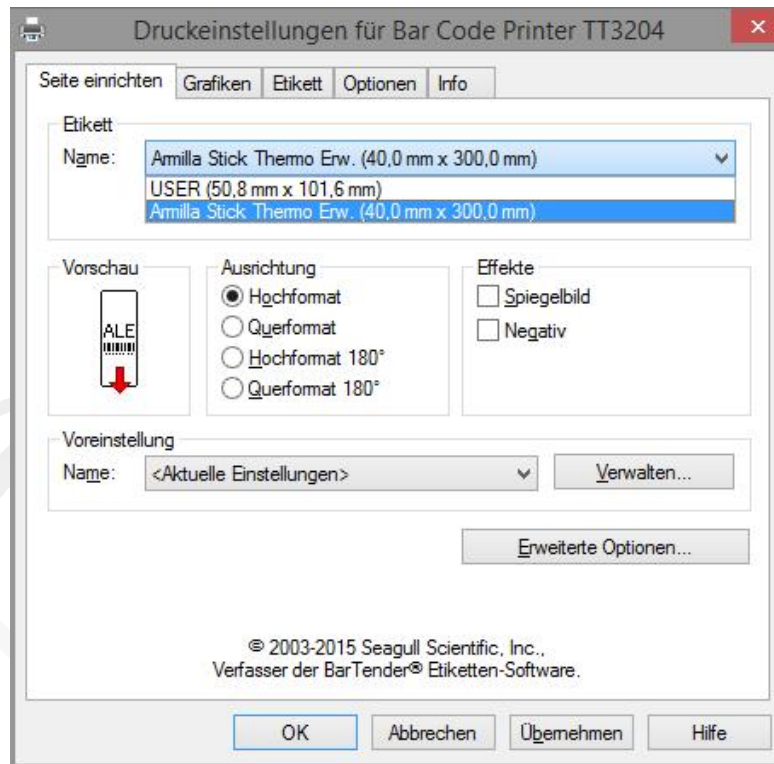 Druckeinstellungen für Bar Code Printer TT3204
Seite einrichten Grafiken Etikett Optionen Info
Etikett
Name: Armilla Stick Thermo Erw. (40,0 mm x 300,0 mm)
USER (50,8 mm x 101,6 mm)
Armilla Stick Thermo Erw. (40,0 mm x 300,0 mm)
Vorschau
ALE
Ausrichtung
Hochformat
Querformat
Hochformat 180°
Querformat 180°
Effekte
Spiegelbild
Negativ
Voreinstellung
Name: <Aktuelle Einstellungen> Verwalten...
Erweiterte Optionen...
© 2003-2015 Seagull Scientific, Inc.,
Verfasser der BarTender® Etiketten-Software.
OK Abbrechen Übernehmen Hilfe